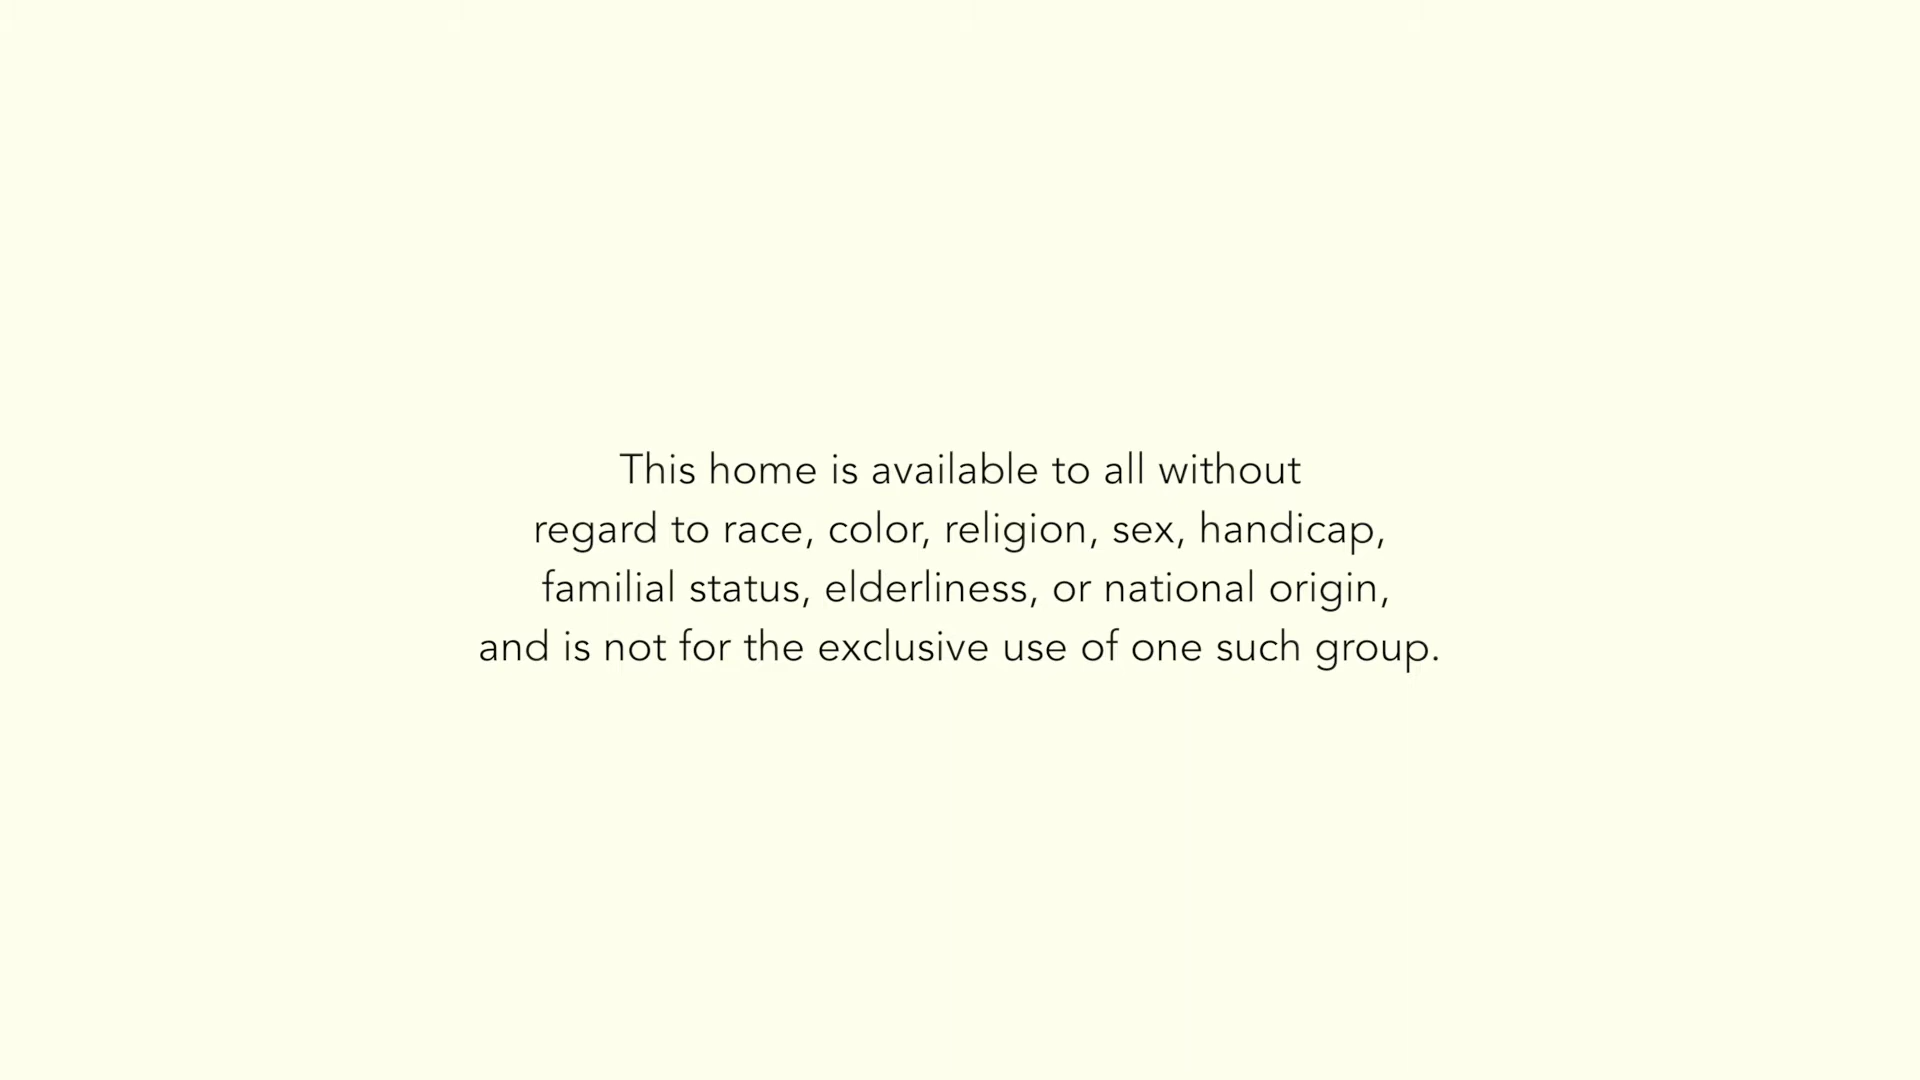 This home is available to all without
regard to race, color, religion, sex, handicap,
familial status, elderliness, or national origin,
and is not for the exclusive use of one such group.